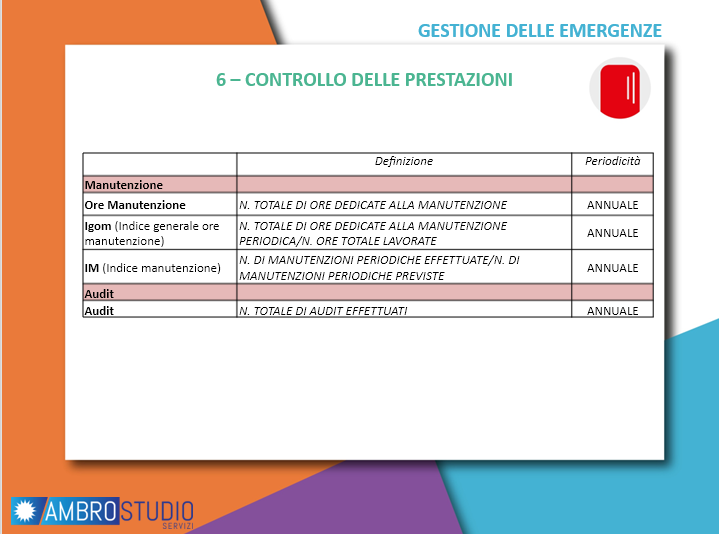 GESTIONE DELLE EMERGENZE
6 – CONTROLLO DELLE PRESTAZIONI
Definizione Periodicità
Manutenzione
Ore Manutenzione N. TOTALE DI ORE DEDICATE ALLA MANUTENZIONE ANNUALE
Igom (Indice generale ore
manutenzione)
N. TOTALE DI ORE DEDICATE ALLA MANUTENZIONE
PERIODICA/N. ORE TOTALE LAVORATE
ANNUALE
IM (Indice manutenzione)
N. DI MANUTENZIONI PERIODICHE EFFETTUATE/N. DI
MANUTENZIONI PERIODICHE PREVISTE
ANNUALE
Audit
Audit N. TOTALE DI AUDIT EFFETTUATI ANNUALE
AMBROSTUDIO
SERVIZI